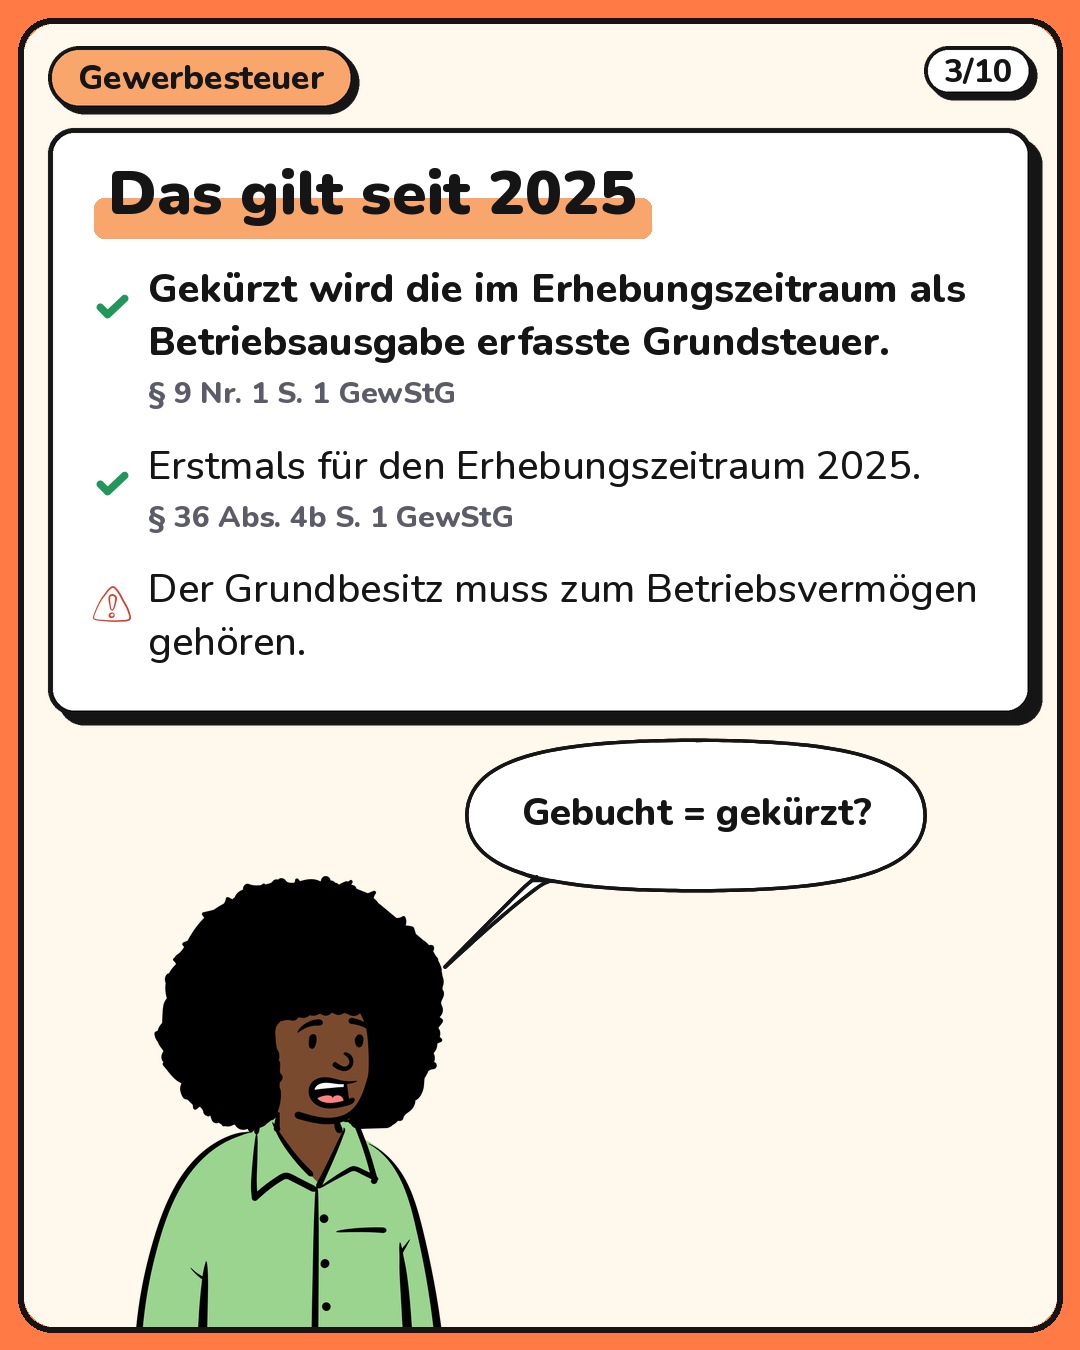 Gewerbesteuer
3/10
Das gilt seit 2025
Gekürzt wird die im Erhebungszeitraum als
Betriebsausgabe erfasste Grundsteuer.
§ 9 Nr. 1 S. 1 GewStG
Erstmals für den Erhebungszeitraum 2025.
§ 36 Abs. 4b S. 1 GewStG
Der Grundbesitz muss zum Betriebsvermögen
gehören.
Gebucht = gekürzt?